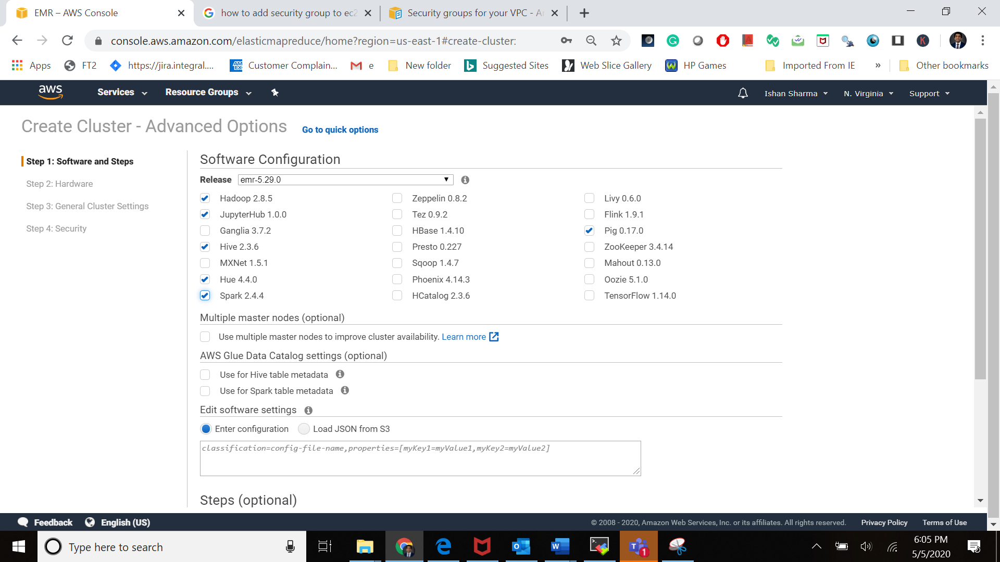 EMR – AWS Console
how to add security group to ec2
Security groups for your VPC - A
console.aws.amazon.com/elasticmapreduce/home?region=us-east-1#create-cluster:
Apps
FT2
https://jira.integral....
AM
EX
Customer Complain...
e
New folder
Suggested Sites
Web Slice Gallery
HP Games
Imported From IE
»
Other bookmarks
aws
Services
Resource Groups
Ishan Sharma
N. Virginia
Support
Create Cluster - Advanced Options
Go to quick options
Step 1: Software and Steps
Step 2: Hardware
Step 3: General Cluster Settings
Step 4: Security
Software Configuration
Release
emr-5.29.0
Hadoop 2.8.5
Zeppelin 0.8.2
Livy 0.6.0
JupyterHub 1.0.0
Tez 0.9.2
Flink 1.9.1
Ganglia 3.7.2
HBase 1.4.10
Pig 0.17.0
Hive 2.3.6
Presto 0.227
ZooKeeper 3.4.14
MXNet 1.5.1
Sqoop 1.4.7
Mahout 0.13.0
Hue 4.4.0
Phoenix 4.14.3
Oozie 5.1.0
Spark 2.4.4
HCatalog 2.3.6
TensorFlow 1.14.0
Multiple master nodes (optional)
Use multiple master nodes to improve cluster availability. Learn more
AWS Glue Data Catalog settings (optional)
Use for Hive table metadata
Use for Spark table metadata
Edit software settings
Enter configuration
Load JSON from S3
classification=config-file-name,properties=[myKey1=myValue1,myKey2=myValue2]
Steps (optional)
Feedback
English (US)
© 2008 - 2020, Amazon Web Services, Inc. or its affiliates. All rights reserved.
Privacy Policy
Terms of Use
Type here to search
1
6:05 PM
5/5/2020